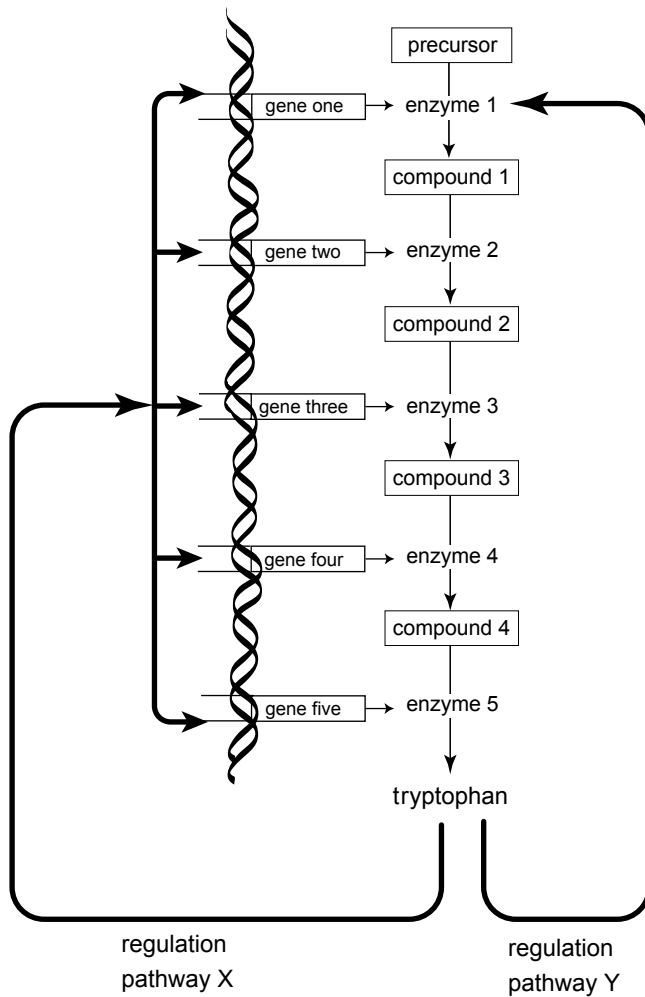 precursor
gene one
enzyme 1
compound 1
gene two
enzyme 2
compound 2
gene three
enzyme 3
compound 3
gene four
enzyme 4
compound 4
gene five
enzyme 5
tryptophan
regulation
pathway X
regulation
pathway Y